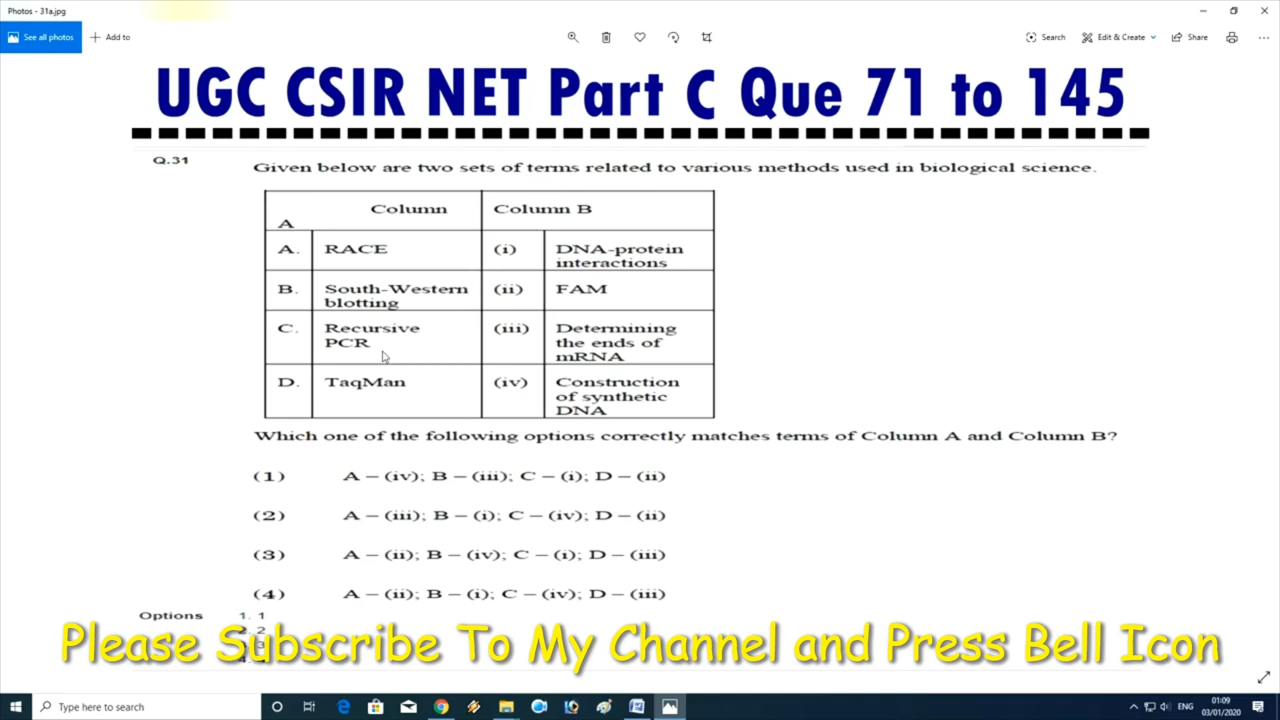 Photos - 31a.jpg
See all photos
Add to
Search
Edit & Create
Share
UGC CSIR NET Part C Que 71 to 145
Q.31
Given below are two sets of terms related to various methods used in biological science.
Column Column B
A
A. RACE (i) DNA-protein
interactions
B. South-Western (ii) FAM
blotting
C. Recursive (iii) Determining
PCR the ends of
mRNA
D. TaqMan (iv) Construction
of synthetic
DNA
Which one of the following options correctly matches terms of Column A and Column B?
(1) A – (iv); B – (iii); C – (i); D – (ii)
(2) A – (iii); B – (i); C – (iv); D – (ii)
(3) A – (ii); B – (iv); C – (i); D – (iii)
(4) A – (ii); B – (i); C – (iv); D – (iii)
Options 1. 1
Please Subscribe To My Channel and Press Bell Icon
Type here to search
ENG
01:09
03/01/2020